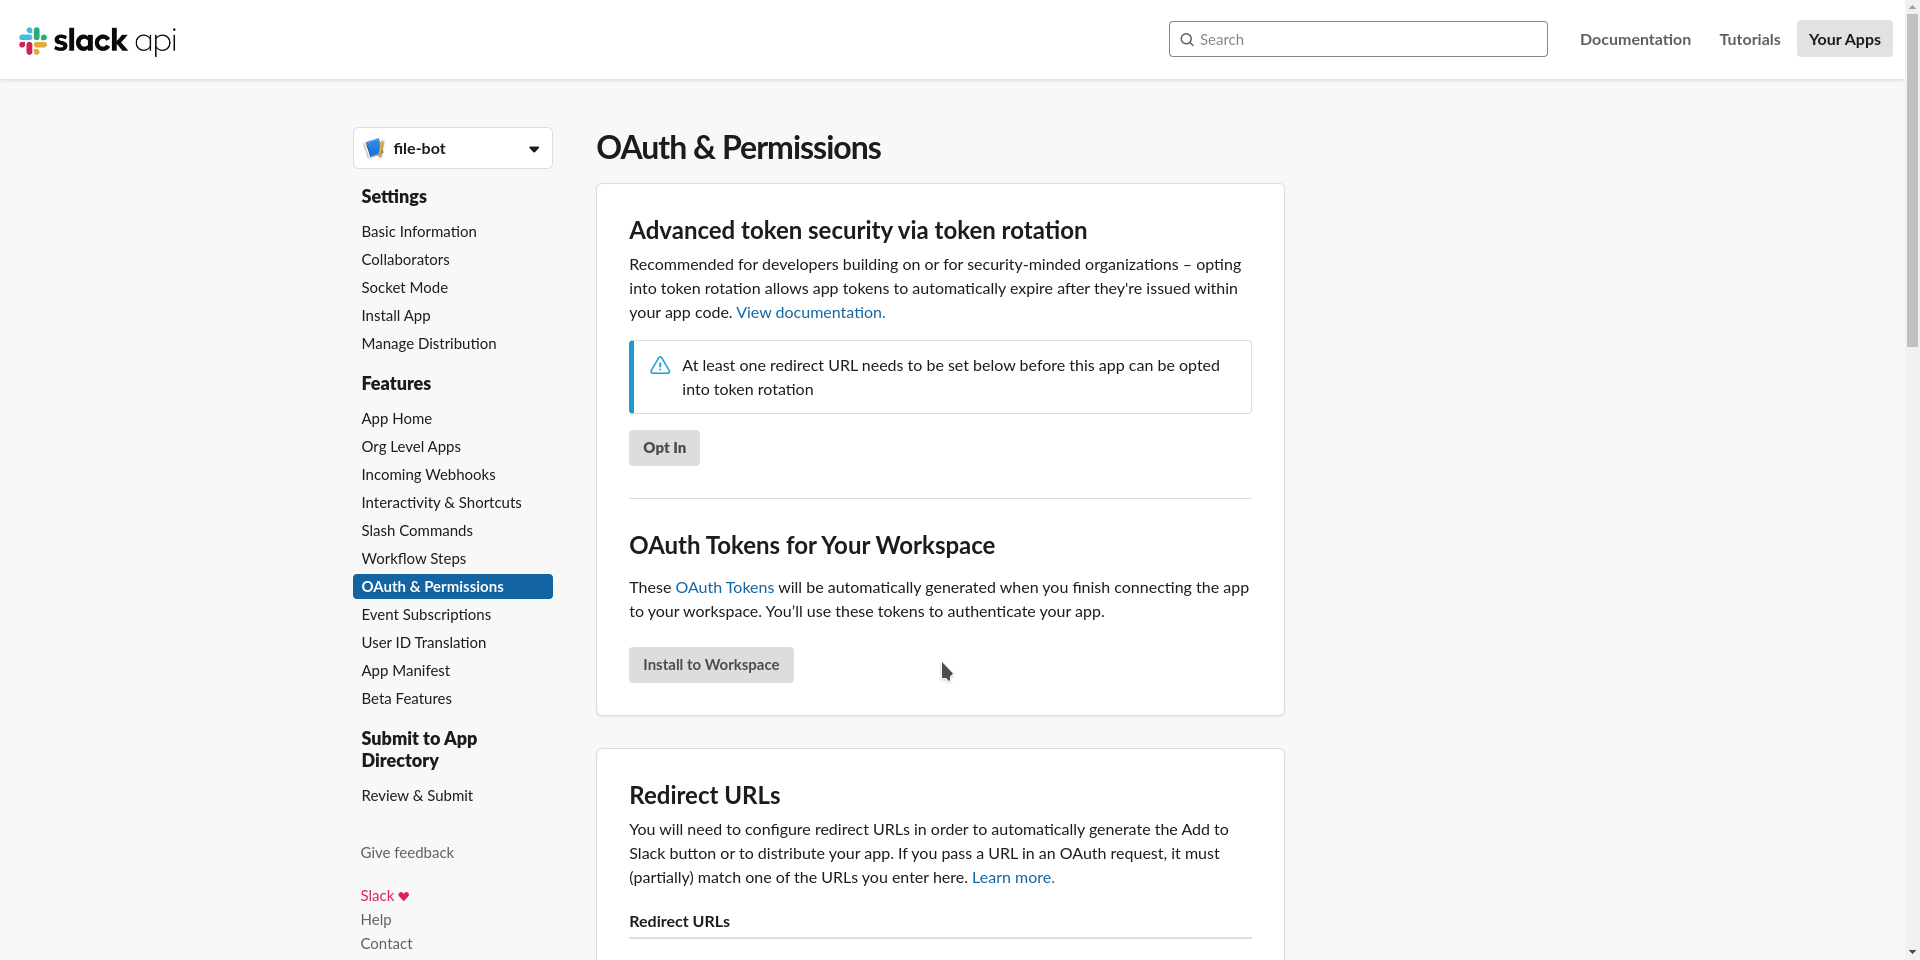 slack api
Search
Documentation
Tutorials
Your Apps
file-bot
Settings
Basic Information
Collaborators
Socket Mode
Install App
Manage Distribution
Features
App Home
Org Level Apps
Incoming Webhooks
Interactivity & Shortcuts
Slash Commands
Workflow Steps
OAuth & Permissions
Event Subscriptions
User ID Translation
App Manifest
Beta Features
Submit to App
Directory
Review & Submit
Give feedback
Slack
Help
Contact
OAuth & Permissions
Advanced token security via token rotation
Recommended for developers building on or for security-minded organizations – opting
into token rotation allows app tokens to automatically expire after they're issued within
your app code. View documentation.
At least one redirect URL needs to be set below before this app can be opted
into token rotation
Opt In
OAuth Tokens for Your Workspace
These OAuth Tokens will be automatically generated when you finish connecting the app
to your workspace. You’ll use these tokens to authenticate your app.
Install to Workspace
Redirect URLs
You will need to configure redirect URLs in order to automatically generate the Add to
Slack button or to distribute your app. If you pass a URL in an OAuth request, it must
(partially) match one of the URLs you enter here. Learn more.
Redirect URLs